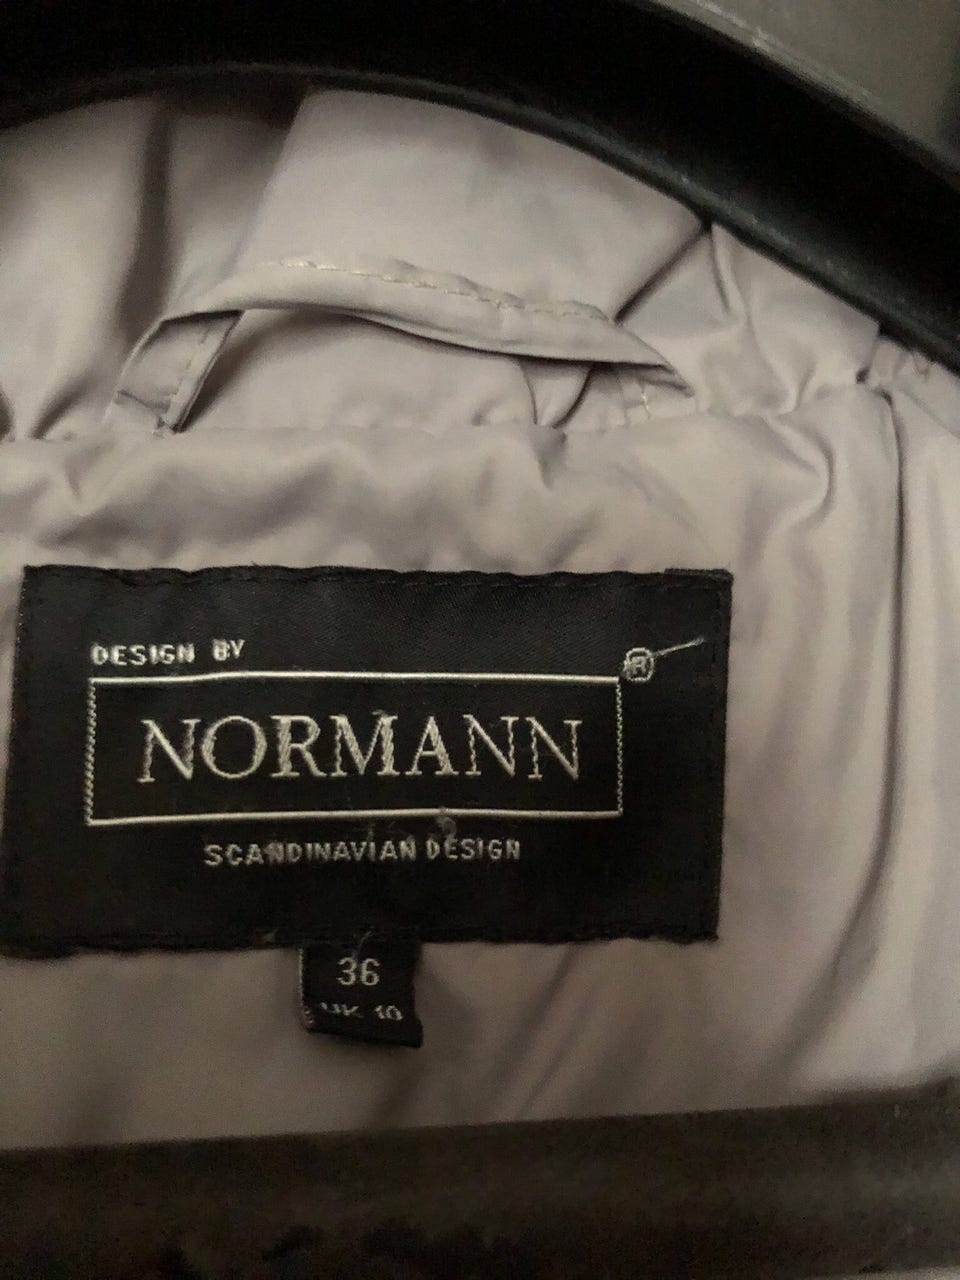 DESIGN BY
®
NORMANN
SCANDINAVIAN DESIGN
36
UK 10